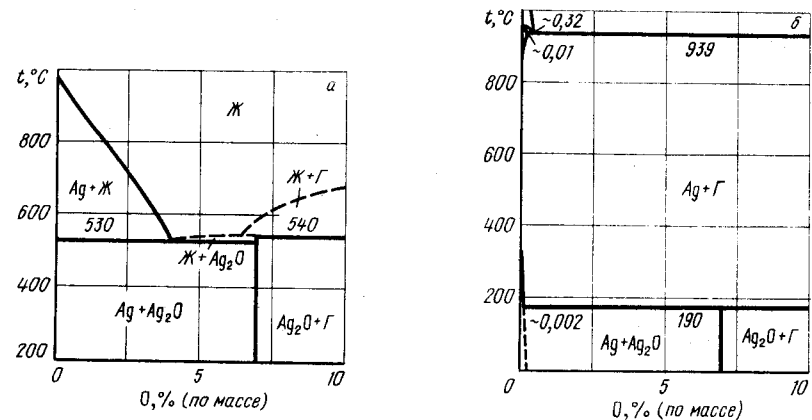 t,°C
а
Ж
800
Ag+Ж
Ж+Г
600
530
540
Ж+Ag₂O
400
Ag+Ag₂O
Ag₂O+Г
200
0
5
10
O,% (по массе)
t,°C
~0,32
б
~0,01
939
800
600
Ag+Г
400
200
~0,002
190
Ag+Ag₂O
Ag₂O+Г
0
5
10
O,% (по массе)